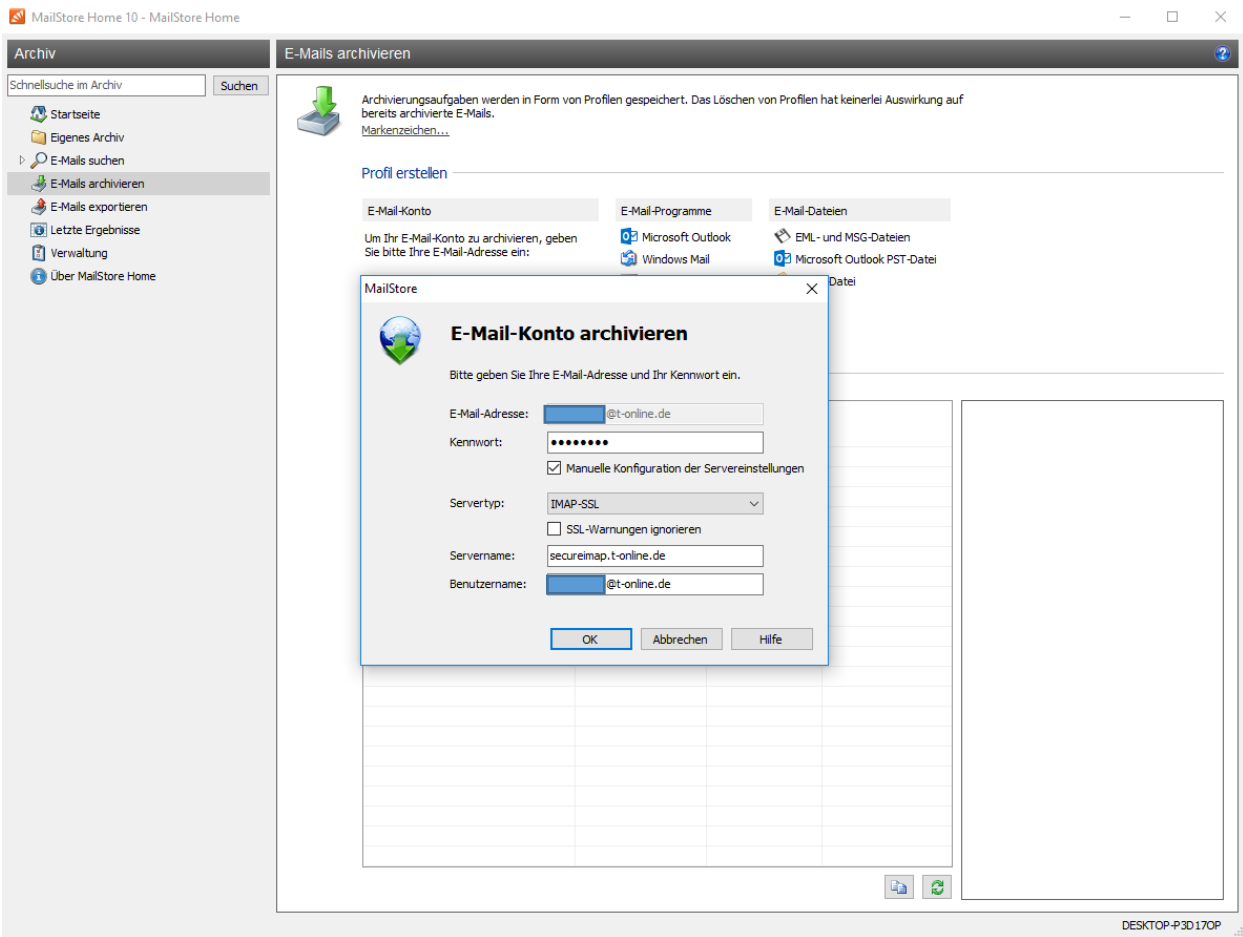 MailStore Home 10 - MailStore Home
Archiv
Schnellsuche im Archiv
Suchen
Startseite
Eigenes Archiv
E-Mails suchen
E-Mails archivieren
E-Mails exportieren
Letzte Ergebnisse
Verwaltung
Über MailStore Home
E-Mails archivieren
Archivierungsaufgaben werden in Form von Profilen gespeichert. Das Löschen von Profilen hat keinerlei Auswirkung auf
bereits archivierte E-Mails.
Markenzeichen...
Profil erstellen
E-Mail-Konto
Um Ihr E-Mail-Konto zu archivieren, geben
Sie bitte Ihre E-Mail-Adresse ein:
E-Mail-Programme
Microsoft Outlook
Windows Mail
E-Mail-Dateien
EML- und MSG-Dateien
Microsoft Outlook PST-Datei
Datei
MailStore
E-Mail-Konto archivieren
Bitte geben Sie Ihre E-Mail-Adresse und Ihr Kennwort ein.
E-Mail-Adresse: @t-online.de
Kennwort: ••••••••
Manuelle Konfiguration der Servereinstellungen
Servertyp: IMAP-SSL
SSL-Warnungen ignorieren
Servername: secureimap.t-online.de
Benutzername: @t-online.de
OK Abbrechen Hilfe
DESKTOP-P3D17OP